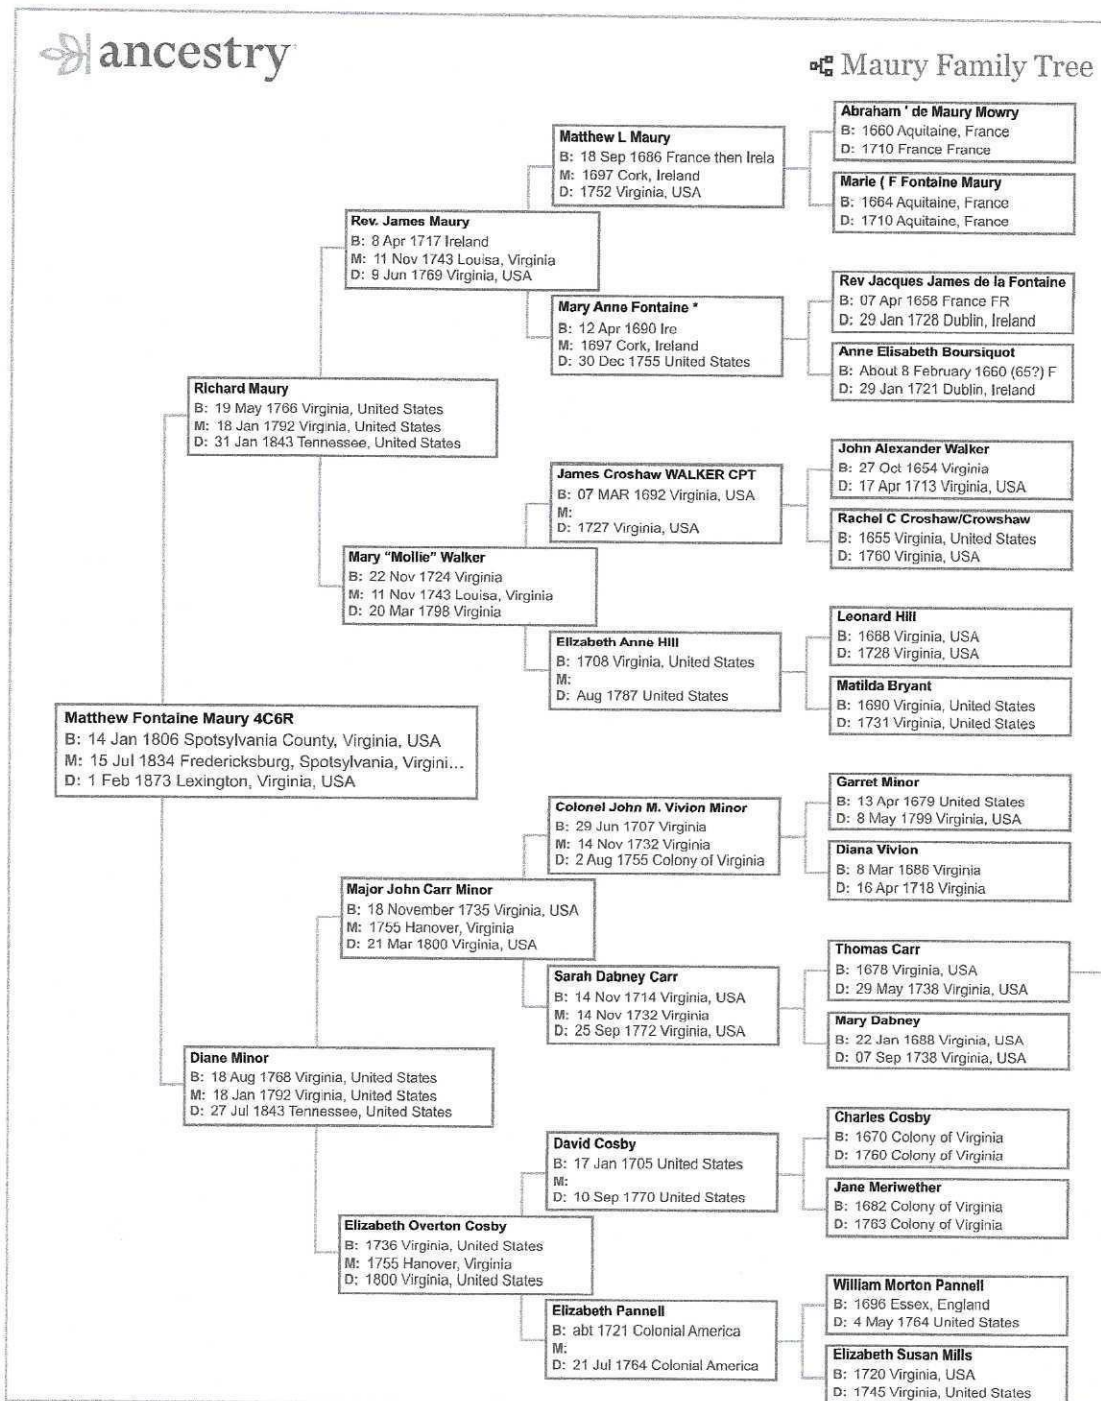 ancestry
Maury Family Tree
Abraham ' de Maury Mowry
B: 1660 Aquitaine, France
D: 1710 France France
Matthew L Maury
B: 18 Sep 1686 France then Irela
M: 1697 Cork, Ireland
D: 1752 Virginia, USA
Marie ( F Fontaine Maury
B: 1664 Aquitaine, France
D: 1710 Aquitaine, France
Rev. James Maury
B: 8 Apr 1717 Ireland
M: 11 Nov 1743 Louisa, Virginia
D: 9 Jun 1769 Virginia, USA
Rev Jacques James de la Fontaine
B: 07 Apr 1658 France FR
D: 29 Jan 1728 Dublin, Ireland
Mary Anne Fontaine *
B: 12 Apr 1690 Ire
M: 1697 Cork, Ireland
D: 30 Dec 1755 United States
Anne Elisabeth Boursiquot
B: About 8 February 1660 (65?) F
D: 29 Jan 1721 Dublin, Ireland
Richard Maury
B: 19 May 1766 Virginia, United States
M: 18 Jan 1792 Virginia, United States
D: 31 Jan 1843 Tennessee, United States
John Alexander Walker
B: 27 Oct 1654 Virginia
D: 17 Apr 1713 Virginia, USA
James Croshaw WALKER CPT
B: 07 MAR 1692 Virginia, USA
M:
D: 1727 Virginia, USA
Rachel C Croshaw/Crowshaw
B: 1655 Virginia, United States
D: 1760 Virginia, USA
Mary "Mollie" Walker
B: 22 Nov 1724 Virginia
M: 11 Nov 1743 Louisa, Virginia
D: 20 Mar 1798 Virginia
Leonard Hill
B: 1668 Virginia, USA
D: 1728 Virginia, USA
Elizabeth Anne Hill
B: 1708 Virginia, United States
M:
D: Aug 1787 United States
Matilda Bryant
B: 1690 Virginia, United States
D: 1731 Virginia, United States
Matthew Fontaine Maury 4C6R
B: 14 Jan 1806 Spotsylvania County, Virginia, USA
M: 15 Jul 1834 Fredericksburg, Spotsylvania, Virgini...
D: 1 Feb 1873 Lexington, Virginia, USA
Garret Minor
B: 13 Apr 1679 United States
D: 8 May 1799 Virginia, USA
Colonel John M. Vivion Minor
B: 29 Jun 1707 Virginia
M: 14 Nov 1732 Virginia
D: 2 Aug 1755 Colony of Virginia
Diana Vivion
B: 8 Mar 1686 Virginia
D: 16 Apr 1718 Virginia
Major John Carr Minor
B: 18 November 1735 Virginia, USA
M: 1755 Hanover, Virginia
D: 21 Mar 1800 Virginia, USA
Thomas Carr
B: 1678 Virginia, USA
D: 29 May 1738 Virginia, USA
Sarah Dabney Carr
B: 14 Nov 1714 Virginia, USA
M: 14 Nov 1732 Virginia
D: 25 Sep 1772 Virginia, USA
Mary Dabney
B: 22 Jan 1688 Virginia, USA
D: 07 Sep 1738 Virginia, USA
Diane Minor
B: 18 Aug 1768 Virginia, United States
M: 18 Jan 1792 Virginia, United States
D: 27 Jul 1843 Tennessee, United States
Charles Cosby
B: 1670 Colony of Virginia
D: 1760 Colony of Virginia
David Cosby
B: 17 Jan 1705 United States
M:
D: 10 Sep 1770 United States
Jane Meriwether
B: 1682 Colony of Virginia
D: 1763 Colony of Virginia
Elizabeth Overton Cosby
B: 1736 Virginia, United States
M: 1755 Hanover, Virginia
D: 1800 Virginia, United States
William Morton Pannell
B: 1696 Essex, England
D: 4 May 1764 United States
Elizabeth Pannell
B: abt 1721 Colonial America
M:
D: 21 Jul 1764 Colonial America
Elizabeth Susan Mills
B: 1720 Virginia, USA
D: 1745 Virginia, United States